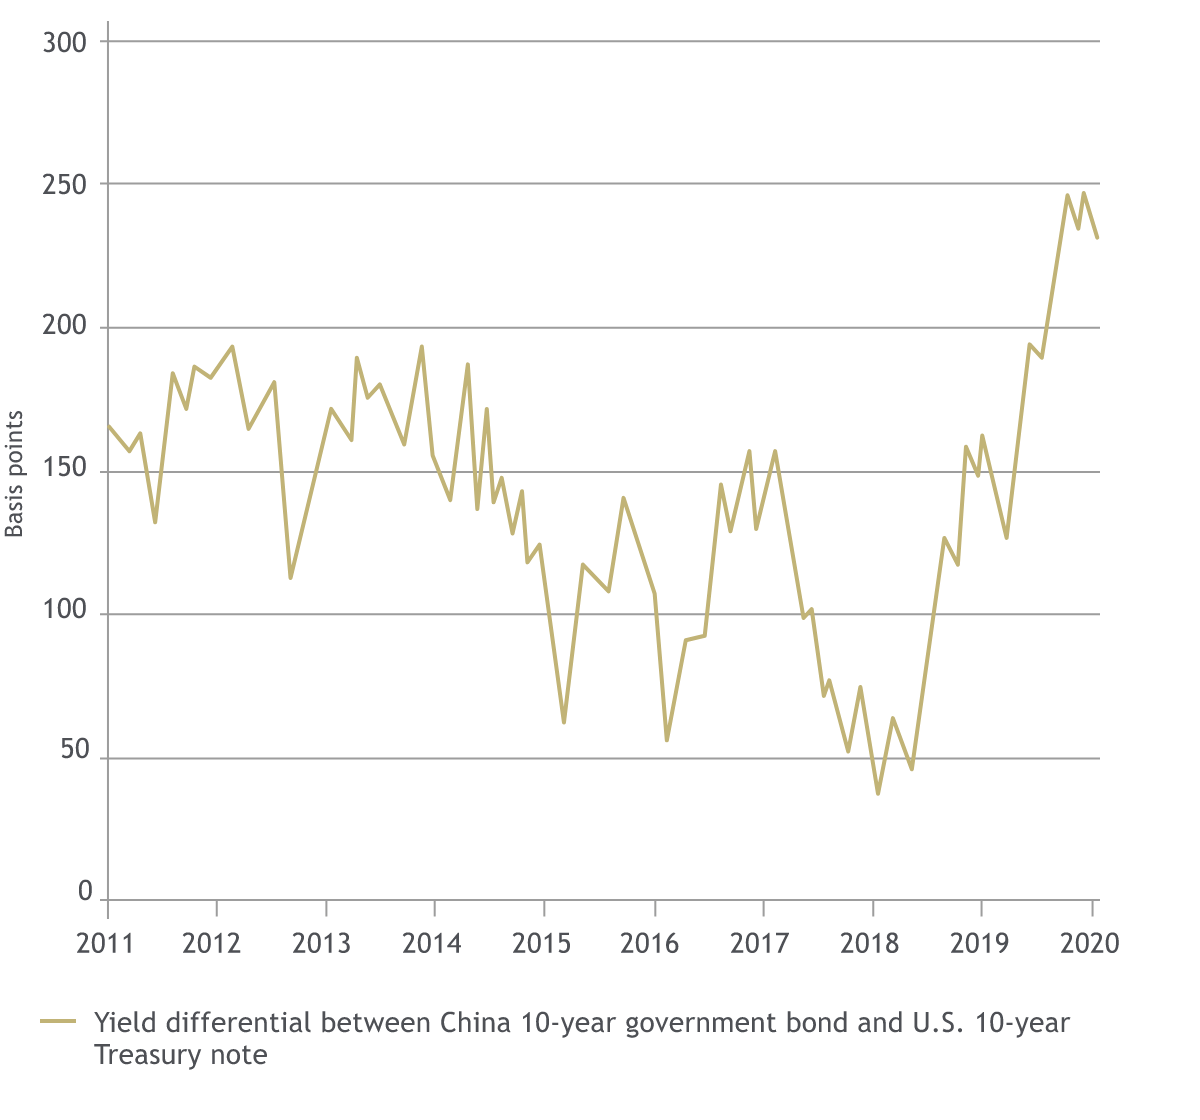 300
250
200
150
100
50
0
Basis points
2011 2012 2013 2014 2015 2016 2017 2018 2019 2020
Yield differential between China 10-year government bond and U.S. 10-year
Treasury note